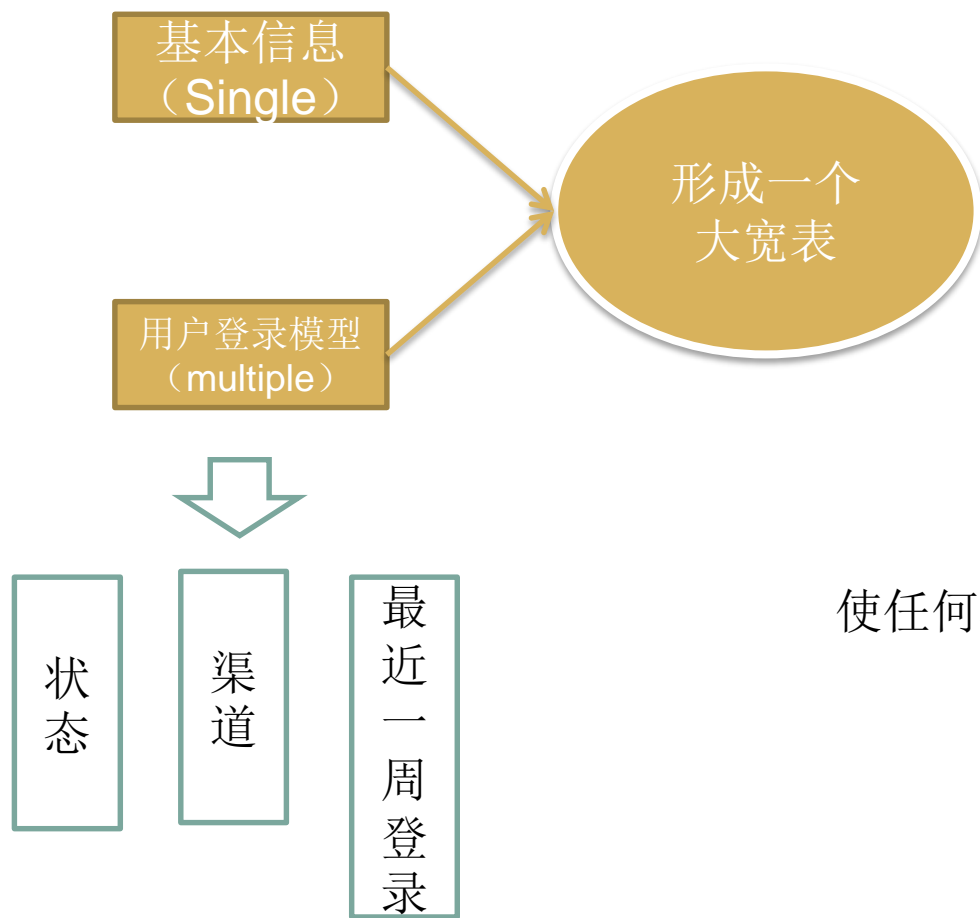 基本信息
（Single）
形成一个
大宽表
用户登录模型
（multiple）
状态
渠道
最近一周登录
使任何